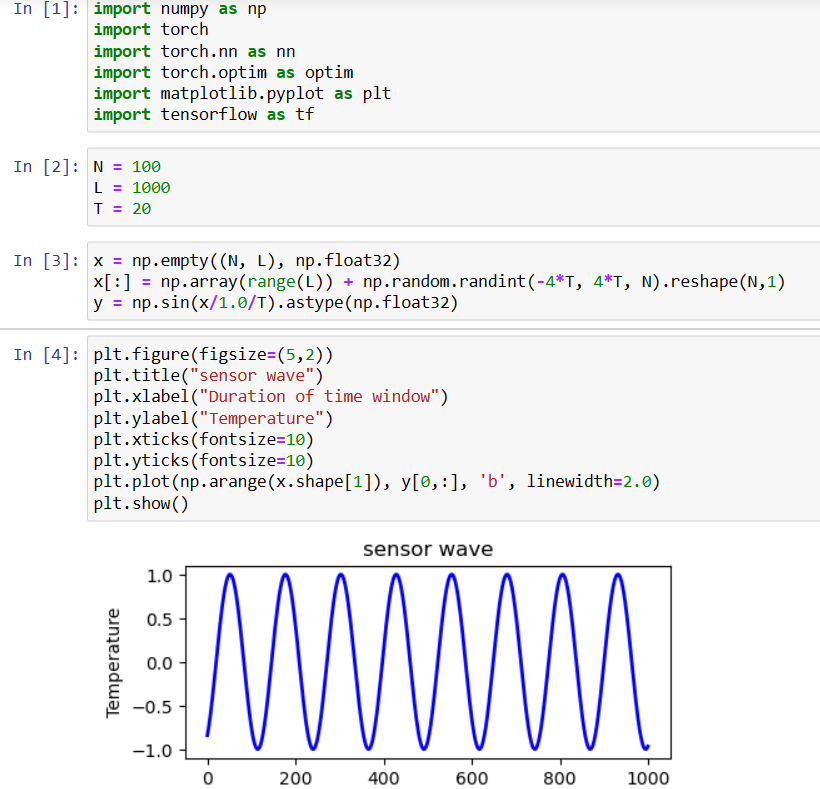 In [1]: import numpy as np
import torch
import torch.nn as nn
import torch.optim as optim
import matplotlib.pyplot as plt
import tensorflow as tf
In [2]: N = 100
L = 1000
T = 20
In [3]: x = np.empty((N, L), np.float32)
x[:] = np.array(range(L)) + np.random.randint(-4*T, 4*T, N).reshape(N,1)
y = np.sin(x/1.0/T).astype(np.float32)
In [4]: plt.figure(figsize=(5,2))
plt.title("sensor wave")
plt.xlabel("Duration of time window")
plt.ylabel("Temperature")
plt.xticks(fontsize=10)
plt.yticks(fontsize=10)
plt.plot(np.arange(x.shape[1]), y[0,:], 'b', linewidth=2.0)
plt.show()
sensor wave
Temperature
1.0
0.5
0.0
−0.5
−1.0
0 200 400 600 800 1000